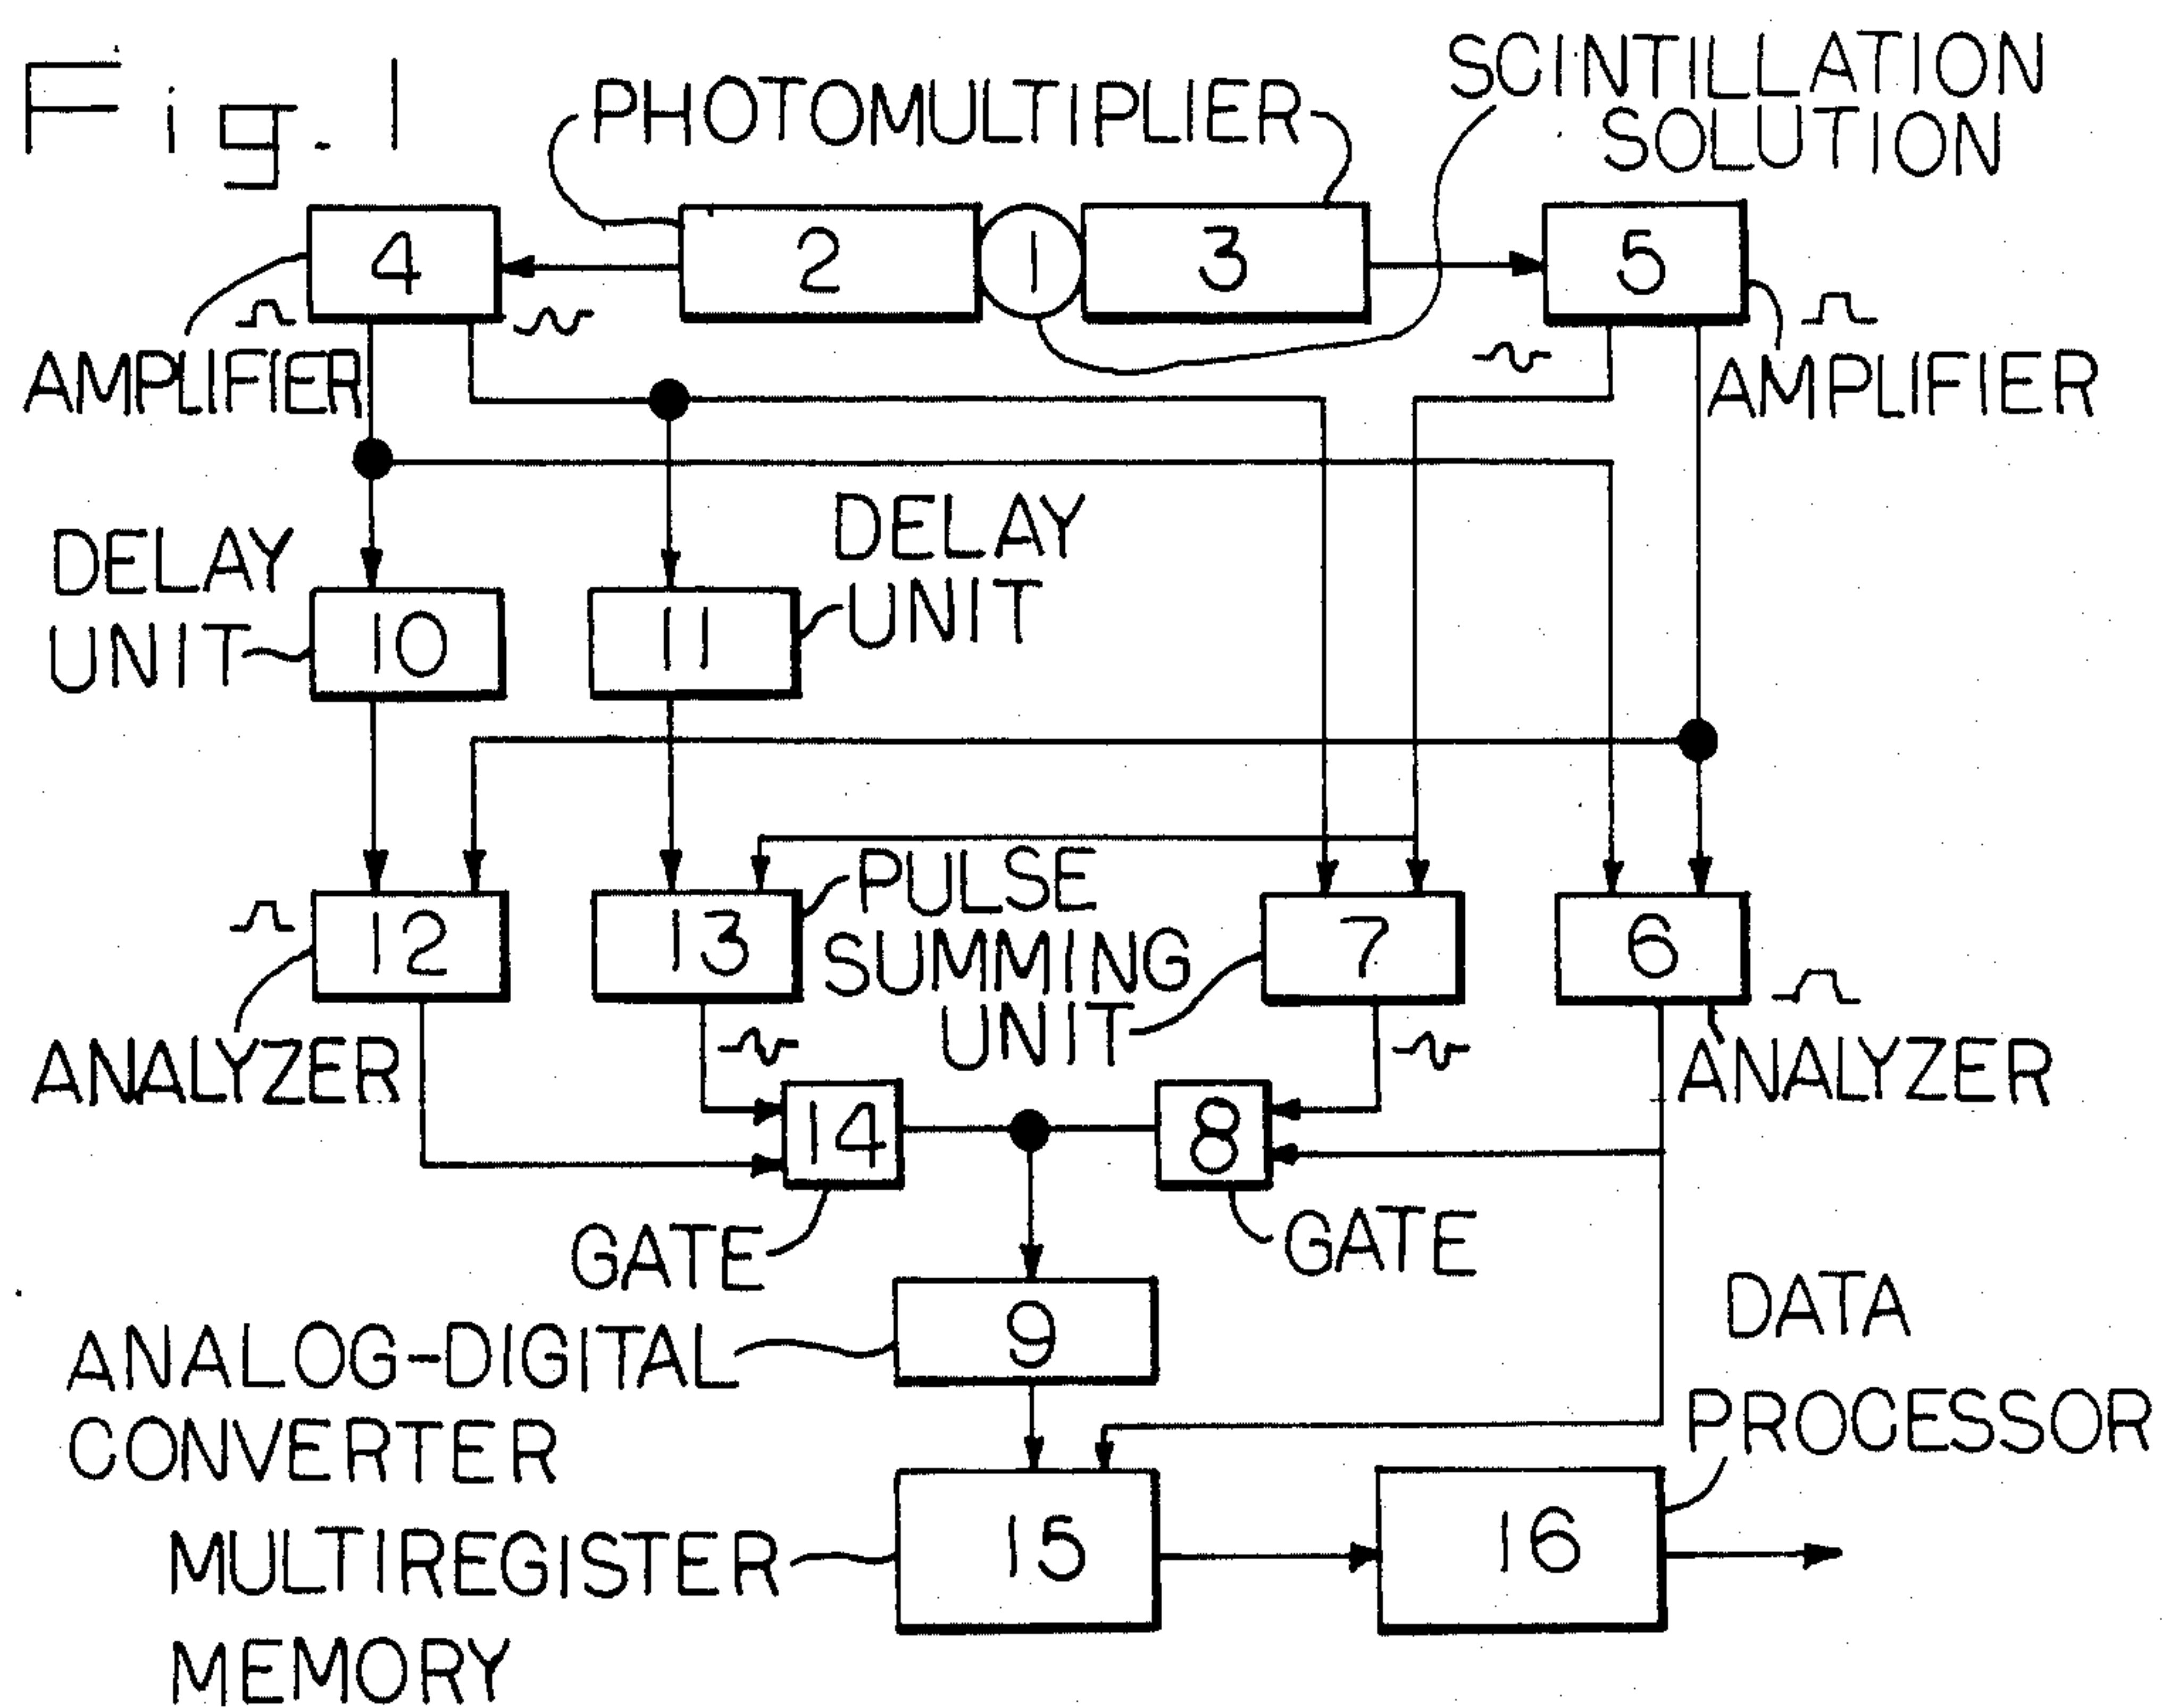 Fig. 1
PHOTOMULTIPLIER
SCINTILLATION
SOLUTION
4
2
1
3
5
AMPLIFIER
AMPLIFIER
DELAY
UNIT
DELAY
UNIT
10
11
12
13
PULSE
SUMMING
UNIT
7
6
ANALYZER
ANALYZER
14
8
GATE
GATE
9
ANALOG-DIGITAL
CONVERTER
DATA
PROCESSOR
15
16
MULTIREGISTER
MEMORY